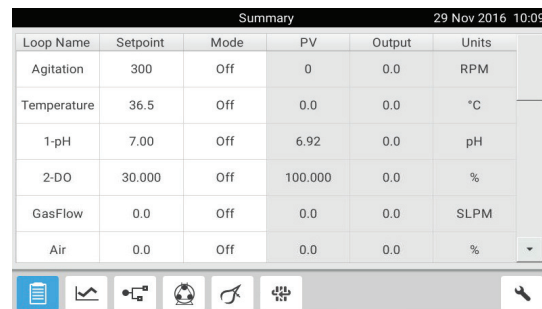 Summary 29 Nov 2016 10:09
Loop Name Setpoint Mode PV Output Units
Agitation 300 Off 0 0.0 RPM
Temperature 36.5 Off 0.0 0.0 °C
1-pH 7.00 Off 6.92 0.0 pH
2-DO 30.000 Off 100.000 0.0 %
GasFlow 0.0 Off 0.0 0.0 SLPM
Air 0.0 Off 0.0 0.0 %